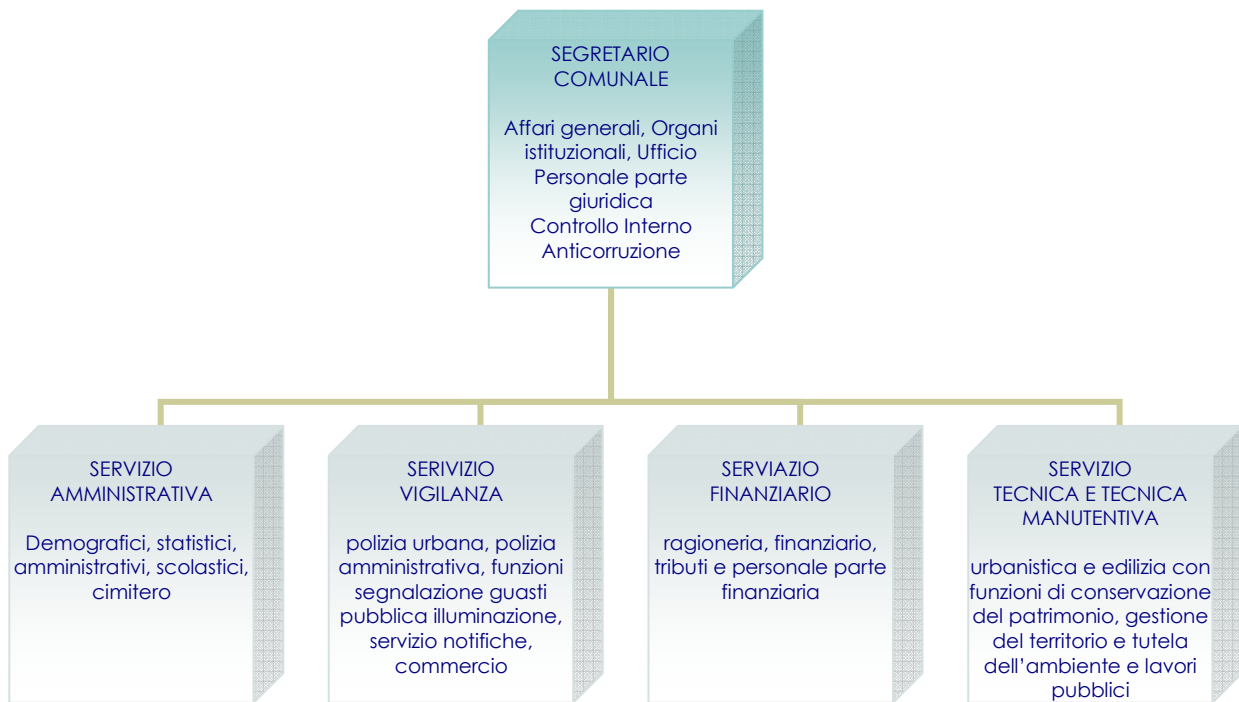 SEGRETARIO
COMUNALE
Affari generali, Organi
istituzionali, Ufficio
Personale parte
giuridica
Controllo Interno
Anticorruzione
SERVIZIO
AMMINISTRATIVA
Demografici, statistici,
amministrativi, scolastici,
cimitero
SERIVIZIO
VIGILANZA
polizia urbana, polizia
amministrativa, funzioni
segnalazione guasti
pubblica illuminazione,
servizio notifiche,
commercio
SERVIAZIO
FINANZIARIO
ragioneria, finanziario,
tributi e personale parte
finanziaria
SERVIZIO
TECNICA E TECNICA
MANUTENTIVA
urbanistica e edilizia con
funzioni di conservazione
del patrimonio, gestione
del territorio e tutela
dell’ambiente e lavori
pubblici